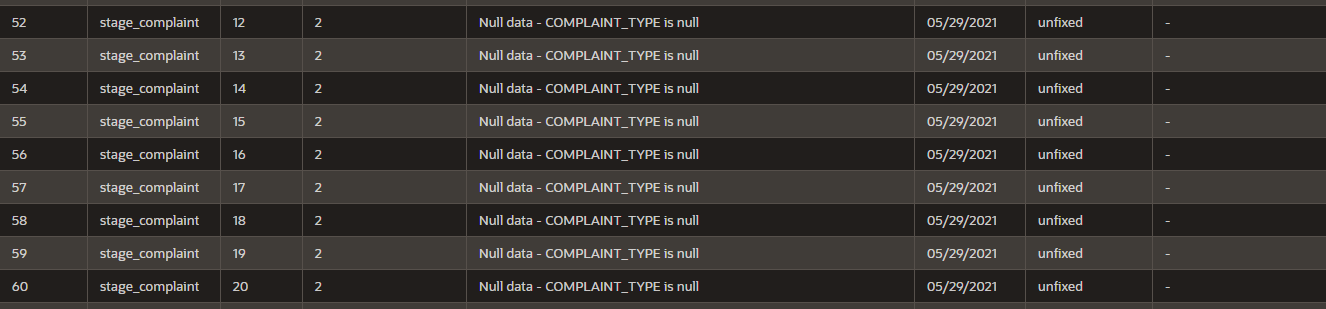 52 stage_complaint 12 2 Null data - COMPLAINT_TYPE is null 05/29/2021 unfixed -
53 stage_complaint 13 2 Null data - COMPLAINT_TYPE is null 05/29/2021 unfixed -
54 stage_complaint 14 2 Null data - COMPLAINT_TYPE is null 05/29/2021 unfixed -
55 stage_complaint 15 2 Null data - COMPLAINT_TYPE is null 05/29/2021 unfixed -
56 stage_complaint 16 2 Null data - COMPLAINT_TYPE is null 05/29/2021 unfixed -
57 stage_complaint 17 2 Null data - COMPLAINT_TYPE is null 05/29/2021 unfixed -
58 stage_complaint 18 2 Null data - COMPLAINT_TYPE is null 05/29/2021 unfixed -
59 stage_complaint 19 2 Null data - COMPLAINT_TYPE is null 05/29/2021 unfixed -
60 stage_complaint 20 2 Null data - COMPLAINT_TYPE is null 05/29/2021 unfixed -